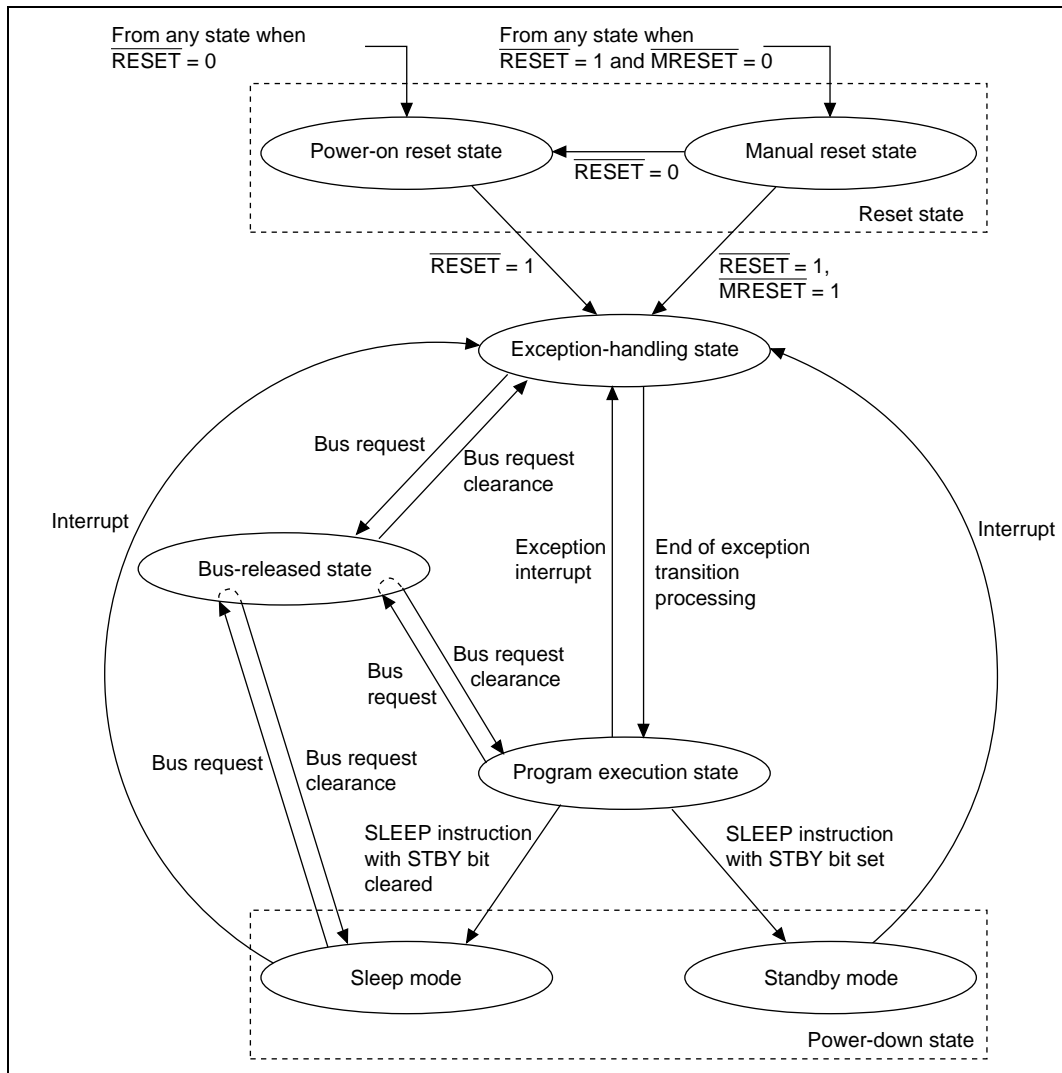 From any state when
RESET = 0
From any state when
RESET = 1 and MRESET = 0
Power-on reset state
RESET = 0
Manual reset state
Reset state
RESET = 1
RESET = 1,
MRESET = 1
Exception-handling state
Bus request
Bus request
clearance
Interrupt
Interrupt
Bus-released state
Exception
interrupt
End of exception
transition
processing
Bus
request
Bus request
clearance
Bus request
Bus request
clearance
Program execution state
SLEEP instruction
with STBY bit
cleared
SLEEP instruction
with STBY bit set
Sleep mode
Standby mode
Power-down state